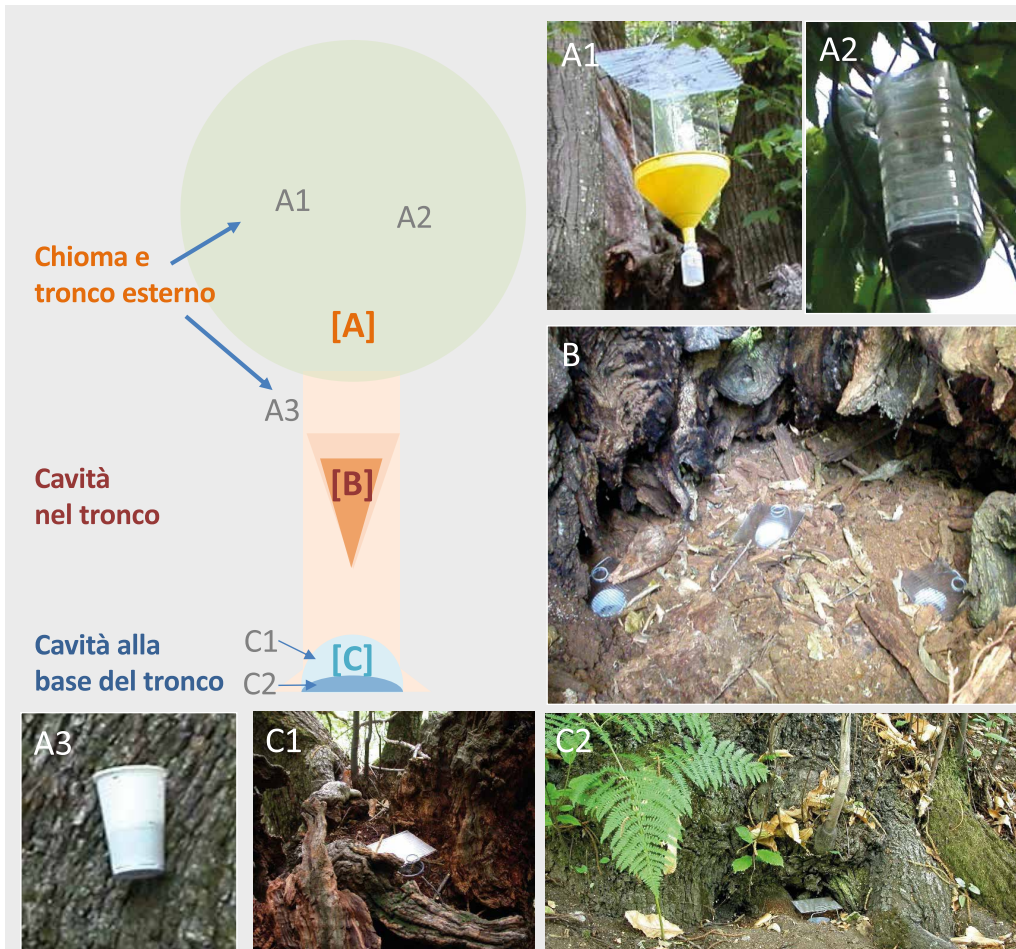 A1
A2
A1
A2
Chioma e
tronco esterno
[A]
A3
B
Cavità
nel tronco
[B]
Cavità alla
base del tronco
C1
[C]
C2
A3
C1
C2